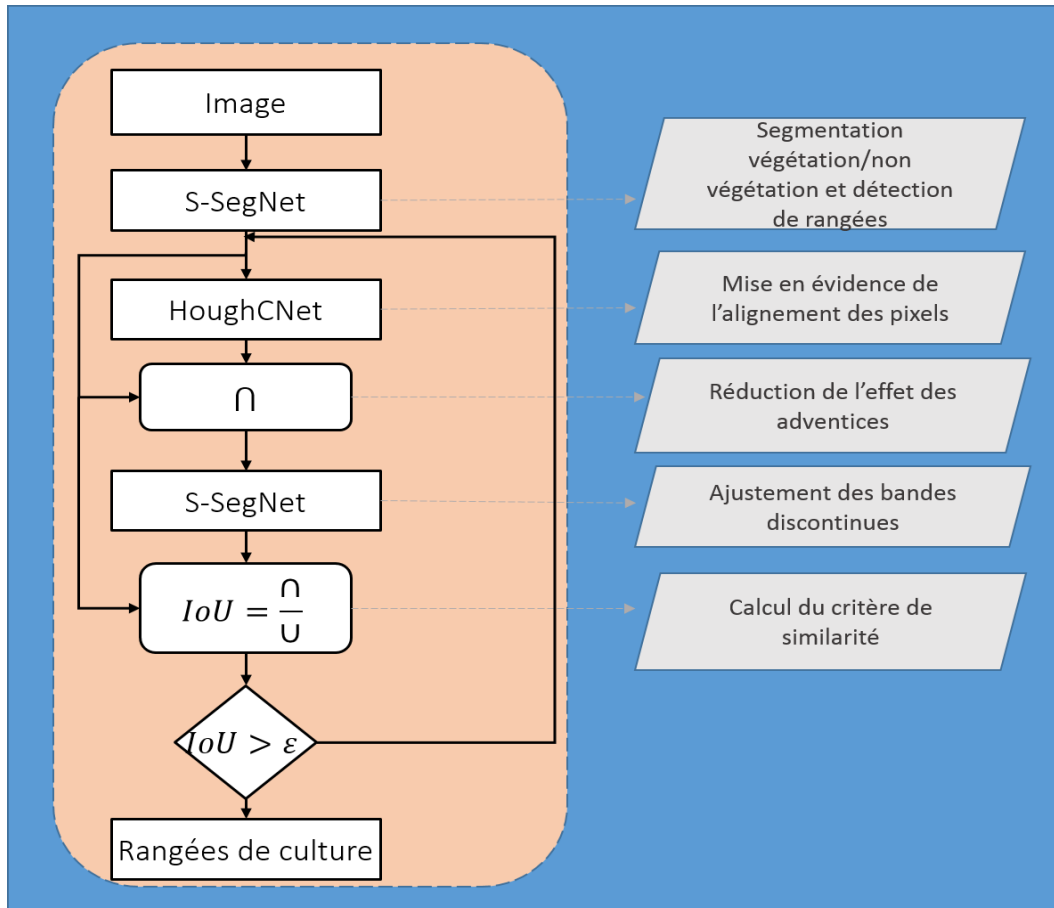 Image
S-SegNet
Segmentation
végétation/non
végétation et détection
de rangées
HoughCNet
Mise en évidence de
l'alignement des pixels
∩
Réduction de l'effet des
adventices
S-SegNet
Ajustement des bandes
discontinues
IoU = ∩/∪
Calcul du critère de
similarité
IoU > ε
Rangées de culture